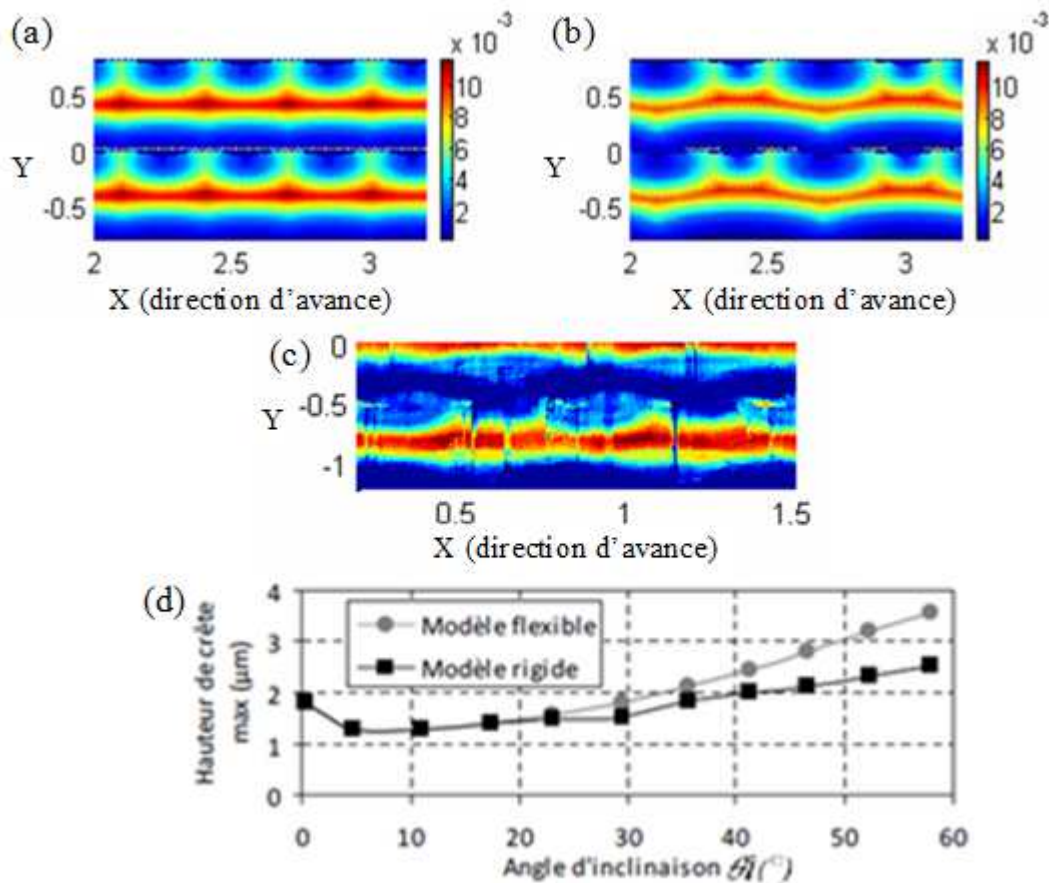 (a)
x 10⁻³
0.5
0
-0.5
Y
10
8
6
4
2
2
2.5
3
X (direction d'avance)
(b)
x 10⁻³
0.5
0
-0.5
Y
10
8
6
4
2
2
2.5
3
X (direction d'avance)
(c)
0
-0.5
-1
Y
0.5
1
1.5
X (direction d'avance)
(d)
Hauteur de crête
max (µm)
4
3
2
1
0
Modèle flexible
Modèle rigide
0
10
20
30
40
50
60
Angle d'inclinaison